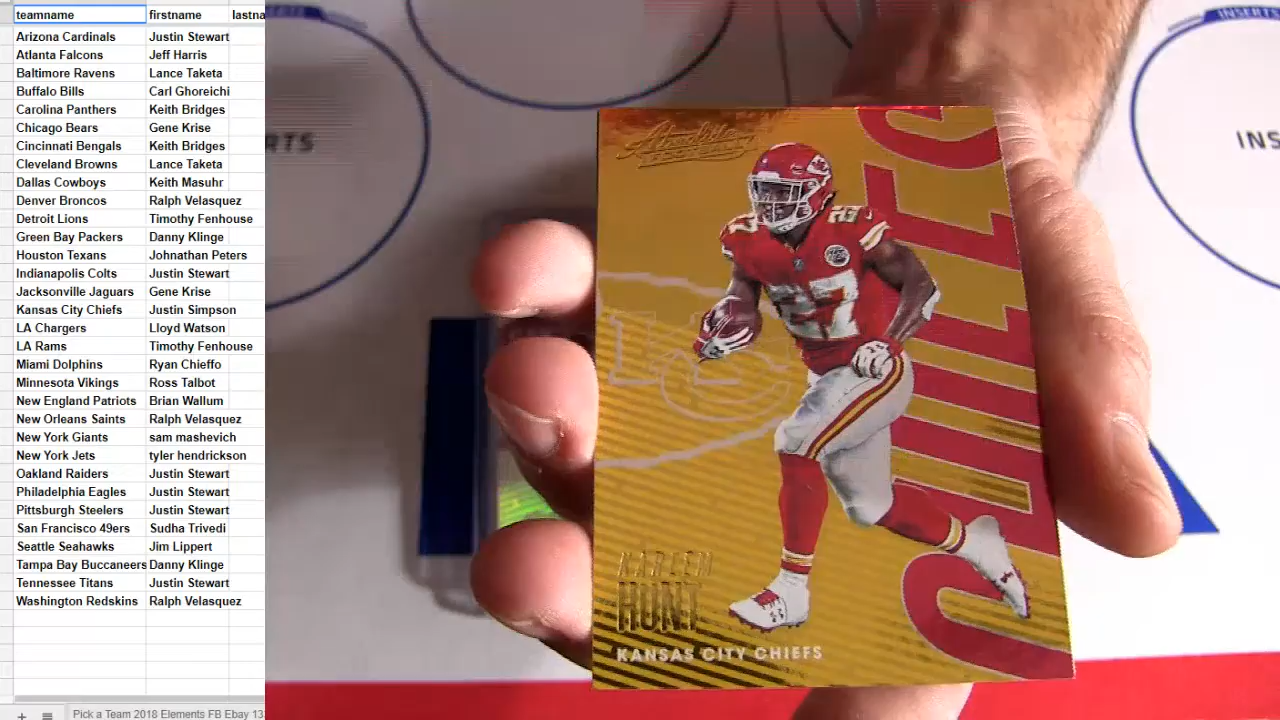 teamname firstname lastna
Arizona Cardinals Justin Stewart
Atlanta Falcons Jeff Harris
Baltimore Ravens Lance Taketa
Buffalo Bills Carl Ghoreichi
Carolina Panthers Keith Bridges
Chicago Bears Gene Krise
Cincinnati Bengals Keith Bridges
Cleveland Browns Lance Taketa
Dallas Cowboys Keith Masuhr
Denver Broncos Ralph Velasquez
Detroit Lions Timothy Fenhouse
Green Bay Packers Danny Klinge
Houston Texans Johnathan Peters
Indianapolis Colts Justin Stewart
Jacksonville Jaguars Gene Krise
Kansas City Chiefs Justin Simpson
LA Chargers Lloyd Watson
LA Rams Timothy Fenhouse
Miami Dolphins Ryan Chieffo
Minnesota Vikings Ross Talbot
New England Patriots Brian Wallum
New Orleans Saints Ralph Velasquez
New York Giants sam mashevich
New York Jets tyler hendrickson
Oakland Raiders Justin Stewart
Philadelphia Eagles Justin Stewart
Pittsburgh Steelers Justin Stewart
San Francisco 49ers Sudha Trivedi
Seattle Seahawks Jim Lippert
Tampa Bay Buccaneers Danny Klinge
Tennessee Titans Justin Stewart
Washington Redskins Ralph Velasquez
Pick a Team 2018 Elements FB Ebay 13
RTS
INSERTS
INS
Absolute
27
27
KC
KAREEM
HUNT
KANSAS CITY CHIEFS